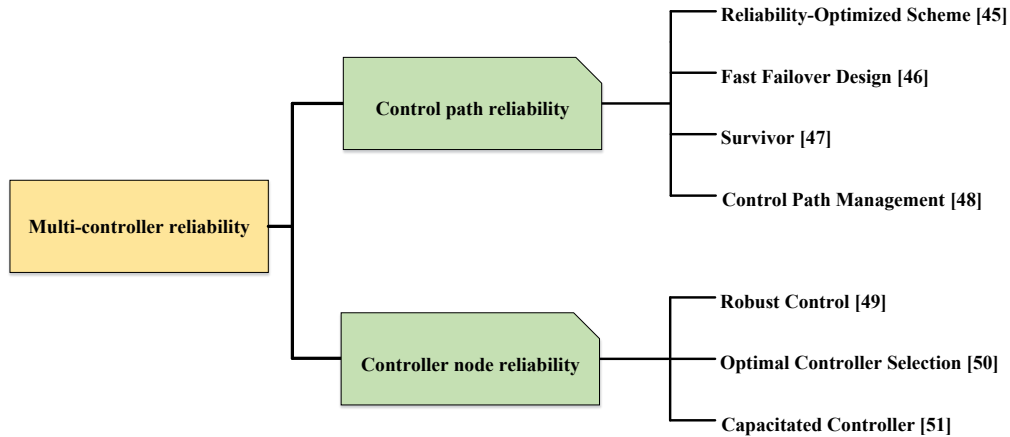 Multi-controller reliability
Control path reliability
Reliability-Optimized Scheme [45]
Fast Failover Design [46]
Survivor [47]
Control Path Management [48]
Controller node reliability
Robust Control [49]
Optimal Controller Selection [50]
Capacitated Controller [51]